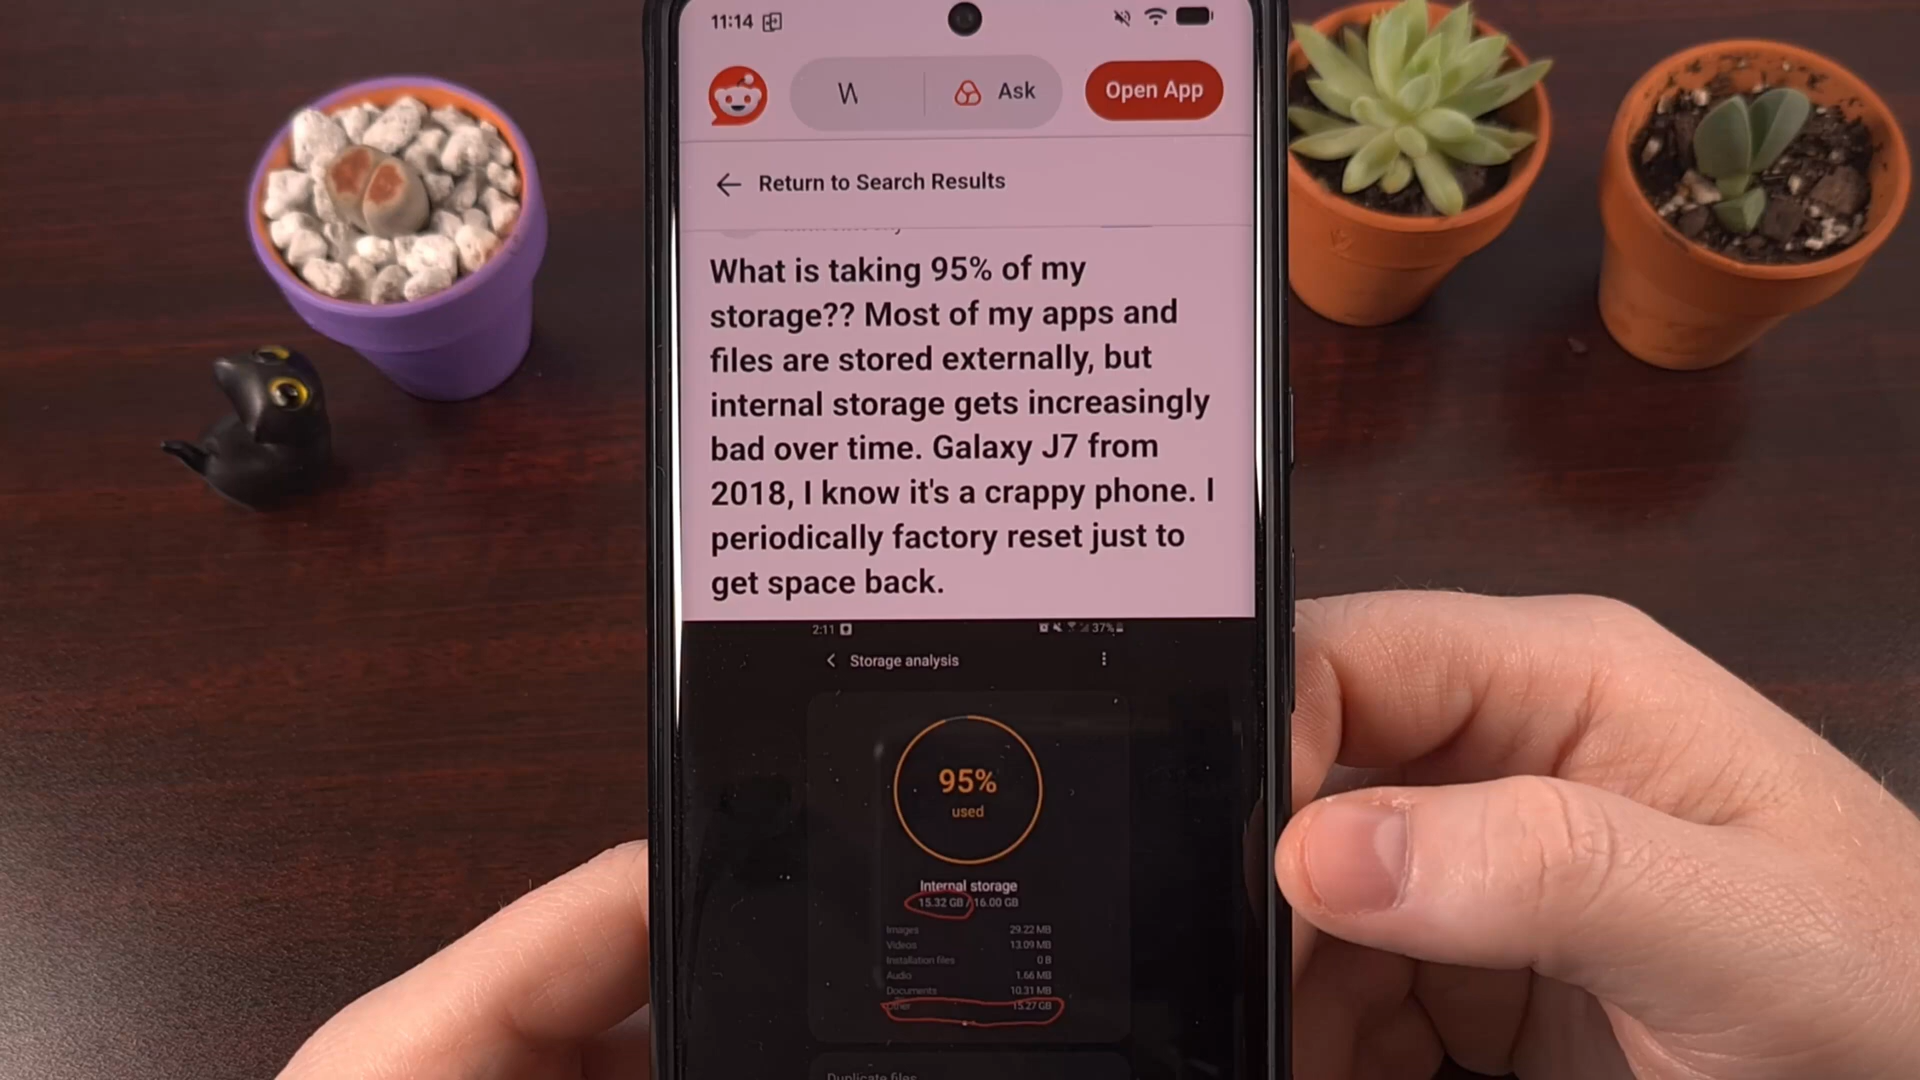 11:14
Ask
Open App
Return to Search Results
What is taking 95% of my
storage?? Most of my apps and
files are stored externally, but
internal storage gets increasingly
bad over time. Galaxy J7 from
2018, I know it's a crappy phone. I
periodically factory reset just to
get space back.
2:11 37%
Storage analysis
95%
used
Internal storage
15.32 GB / 16.00 GB
Images 29.22 MB
Videos 13.09 MB
Installation files 0 B
Audio 1.66 MB
Documents 10.31 MB
Other 15.27 GB
Duplicate files